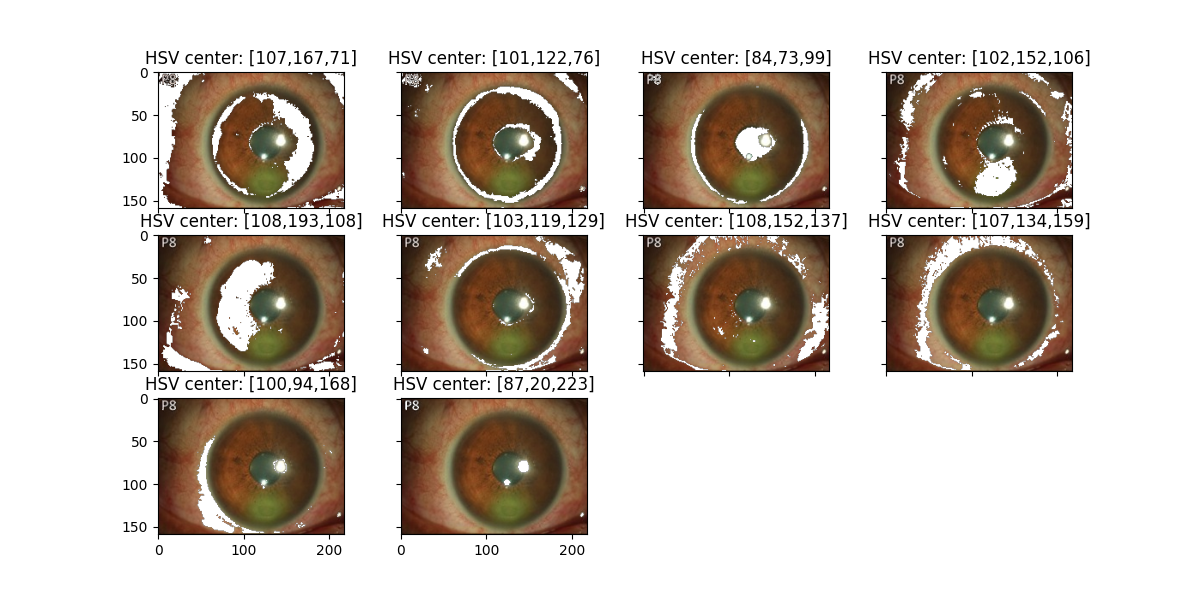 HSV center: [107,167,71] HSV center: [101,122,76] HSV center: [84,73,99] HSV center: [102,152,106]
0 P8 P8
50
100
150
HSV center: [108,193,108] HSV center: [103,119,129] HSV center: [108,152,137] HSV center: [107,134,159]
0 P8 P8 P8 P8
50
100
150
HSV center: [100,94,168] HSV center: [87,20,223]
0 P8 P8
50
100
150
0 100 200 0 100 200